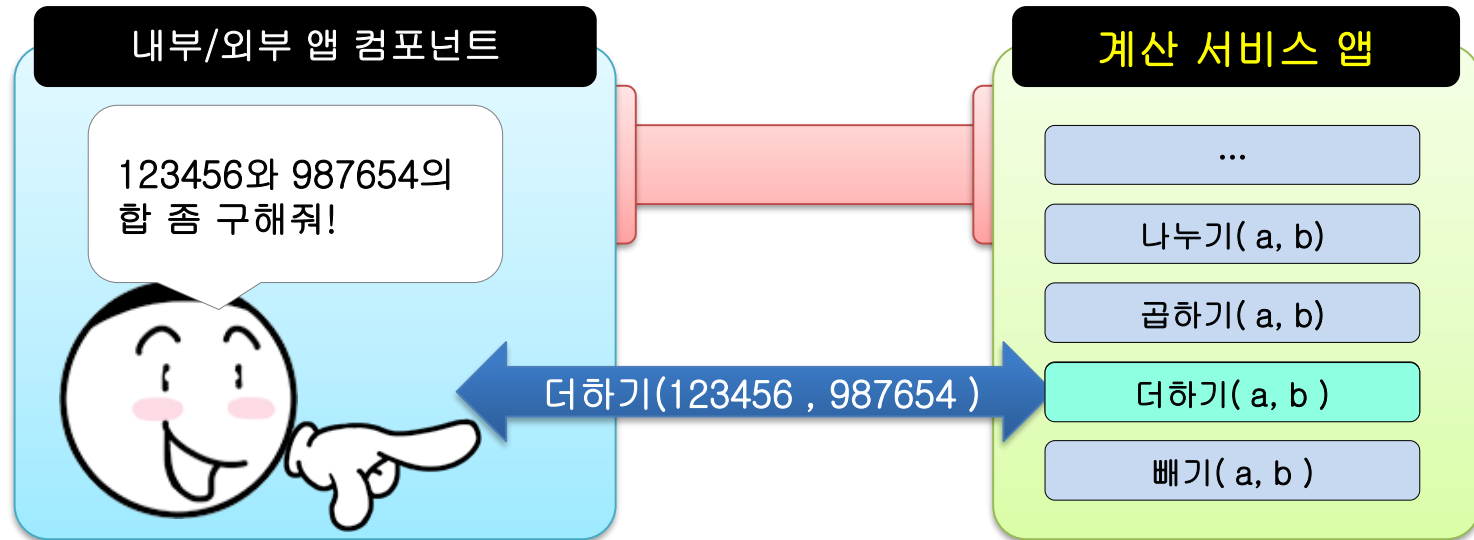 내부/외부 앱 컴포넌트
123456와 987654의
합 좀 구해줘!
더하기(123456 , 987654 )
계산 서비스 앱
...
나누기( a, b)
곱하기( a, b)
더하기( a, b )
빼기( a, b )